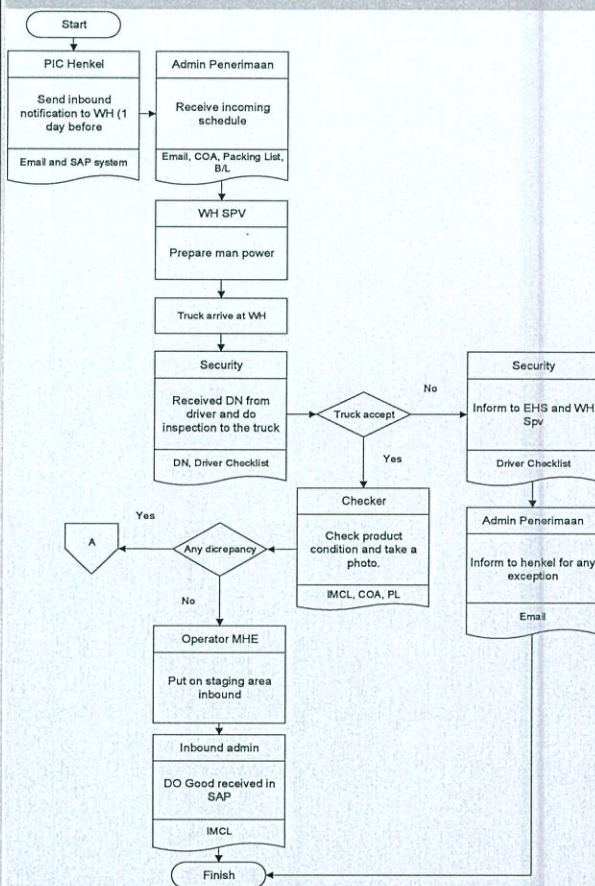 Start
PIC Henkel
Send inbound
notification to WH (1
day before
Email and SAP system
Admin Penerimaan
Receive incoming
schedule
Email, COA, Packing List,
B/L
WH SPV
Prepare man power
Truck arrive at WH
Security
Received DN from
driver and do
inspection to the truck
DN, Driver Checklist
Truck accept
No
Yes
Security
Inform to EHS and WH
Spv
Driver Checklist
Admin Penerimaan
Inform to henkel for any
exception
Email
Checker
Check product
condition and take a
photo.
IMCL, COA, PL
Any dicrepancy
Yes
A
No
Operator MHE
Put on staging area
inbound
Inbound admin
DO Good received in
SAP
IMCL
Finish